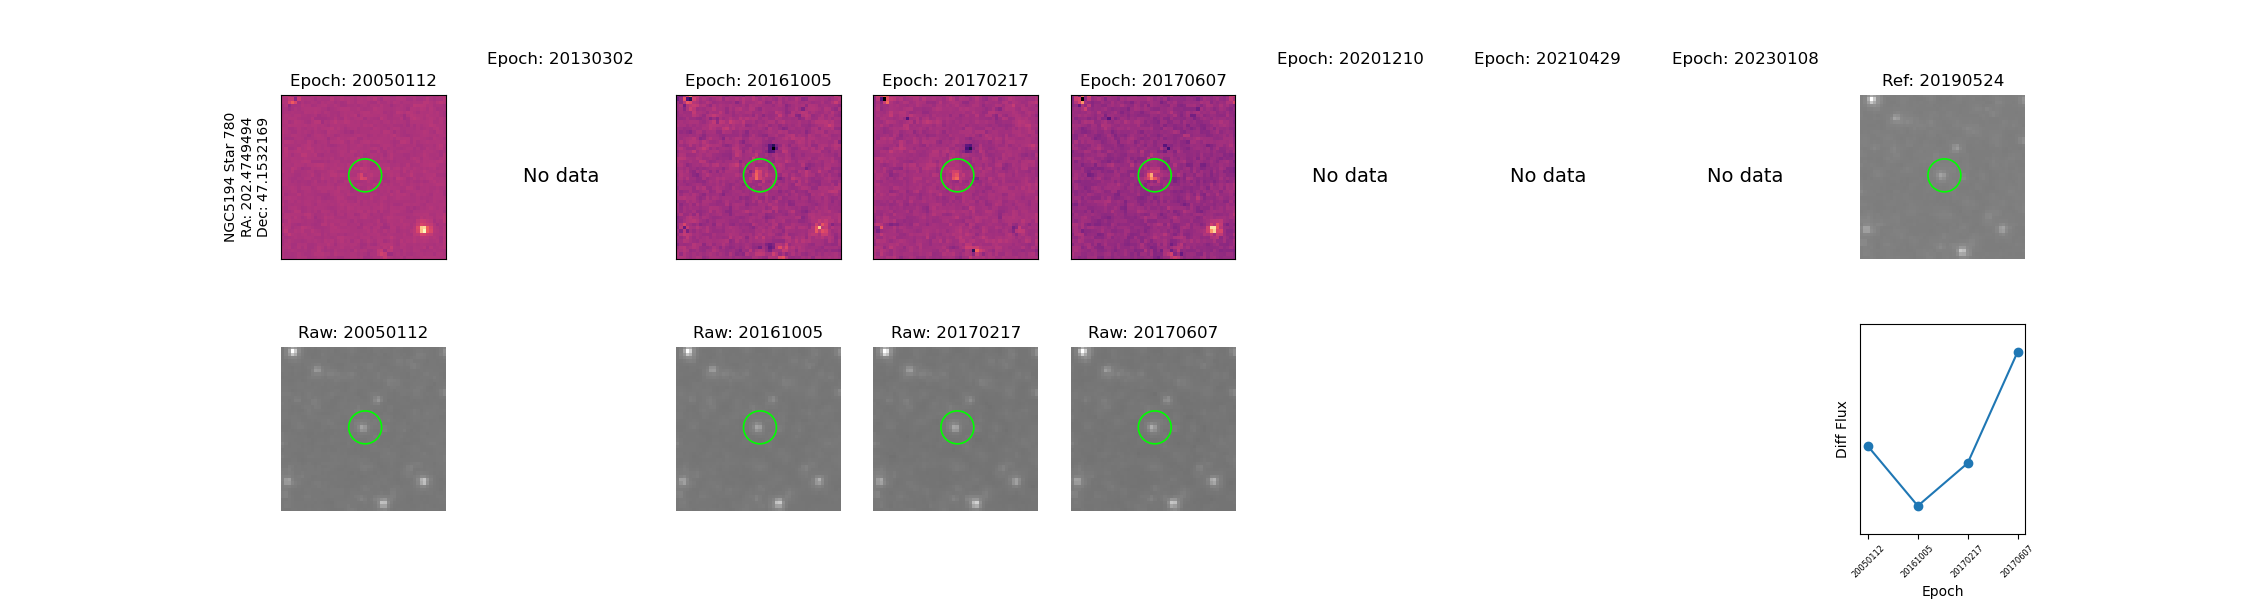 NGC5194 Star 780
RA: 202.4749494
Dec: 47.1532169
Epoch: 20050112
Epoch: 20130302
No data
Epoch: 20161005
Epoch: 20170217
Epoch: 20170607
Epoch: 20201210
No data
Epoch: 20210429
No data
Epoch: 20230108
No data
Ref: 20190524
Raw: 20050112
Raw: 20161005
Raw: 20170217
Raw: 20170607
Diff Flux
20050112
20161005
20170217
20170607
Epoch